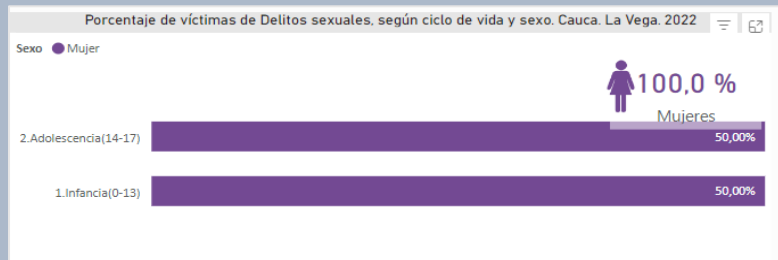 Porcentaje de víctimas de Delitos sexuales, según ciclo de vida y sexo. Cauca. La Vega. 2022
Sexo Mujer
100,0 %
Mujeres
2.Adolescencia(14-17) 50,00%
1.Infancia(0-13) 50,00%